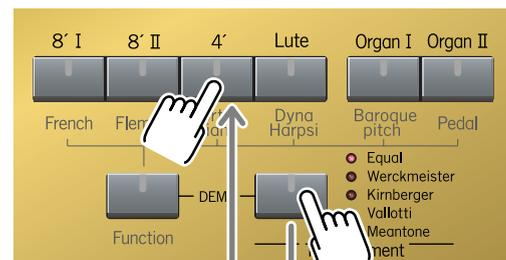 8´ I 8´ II 4´ Lute Organ I Organ II
French Dyna Harpsi Baroque pitch Pedal
Equal
Werckmeister
Kirnberger
Vallotti
Meantone
Function